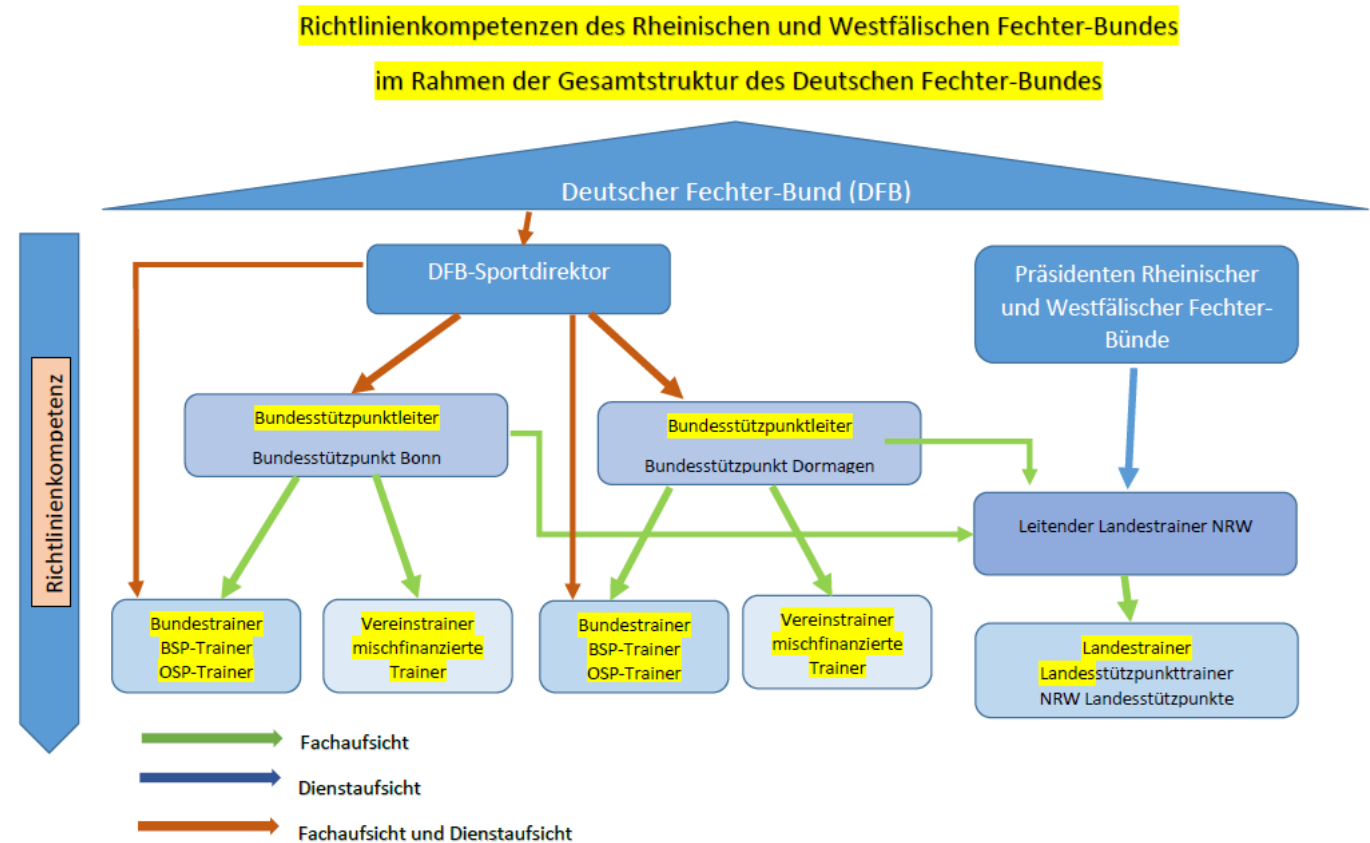 Richtlinienkompetenzen des Rheinischen und Westfälischen Fechter-Bundes
im Rahmen der Gesamtstruktur des Deutschen Fechter-Bundes
Deutscher Fechter-Bund (DFB)
DFB-Sportdirektor
Präsidenten Rheinischer
und Westfälischer Fechter-
Bünde
Richtlinienkompetenz
Bundesstützpunktleiter
Bundesstützpunkt Bonn
Bundesstützpunktleiter
Bundesstützpunkt Dormagen
Leitender Landestrainer NRW
Bundestrainer
BSP-Trainer
OSP-Trainer
Vereinstrainer
mischfinanzierte
Trainer
Bundestrainer
BSP-Trainer
OSP-Trainer
Vereinstrainer
mischfinanzierte
Trainer
Landestrainer
Landesstützpunkttrainer
NRW Landesstützpunkte
Fachaufsicht
Dienstaufsicht
Fachaufsicht und Dienstaufsicht